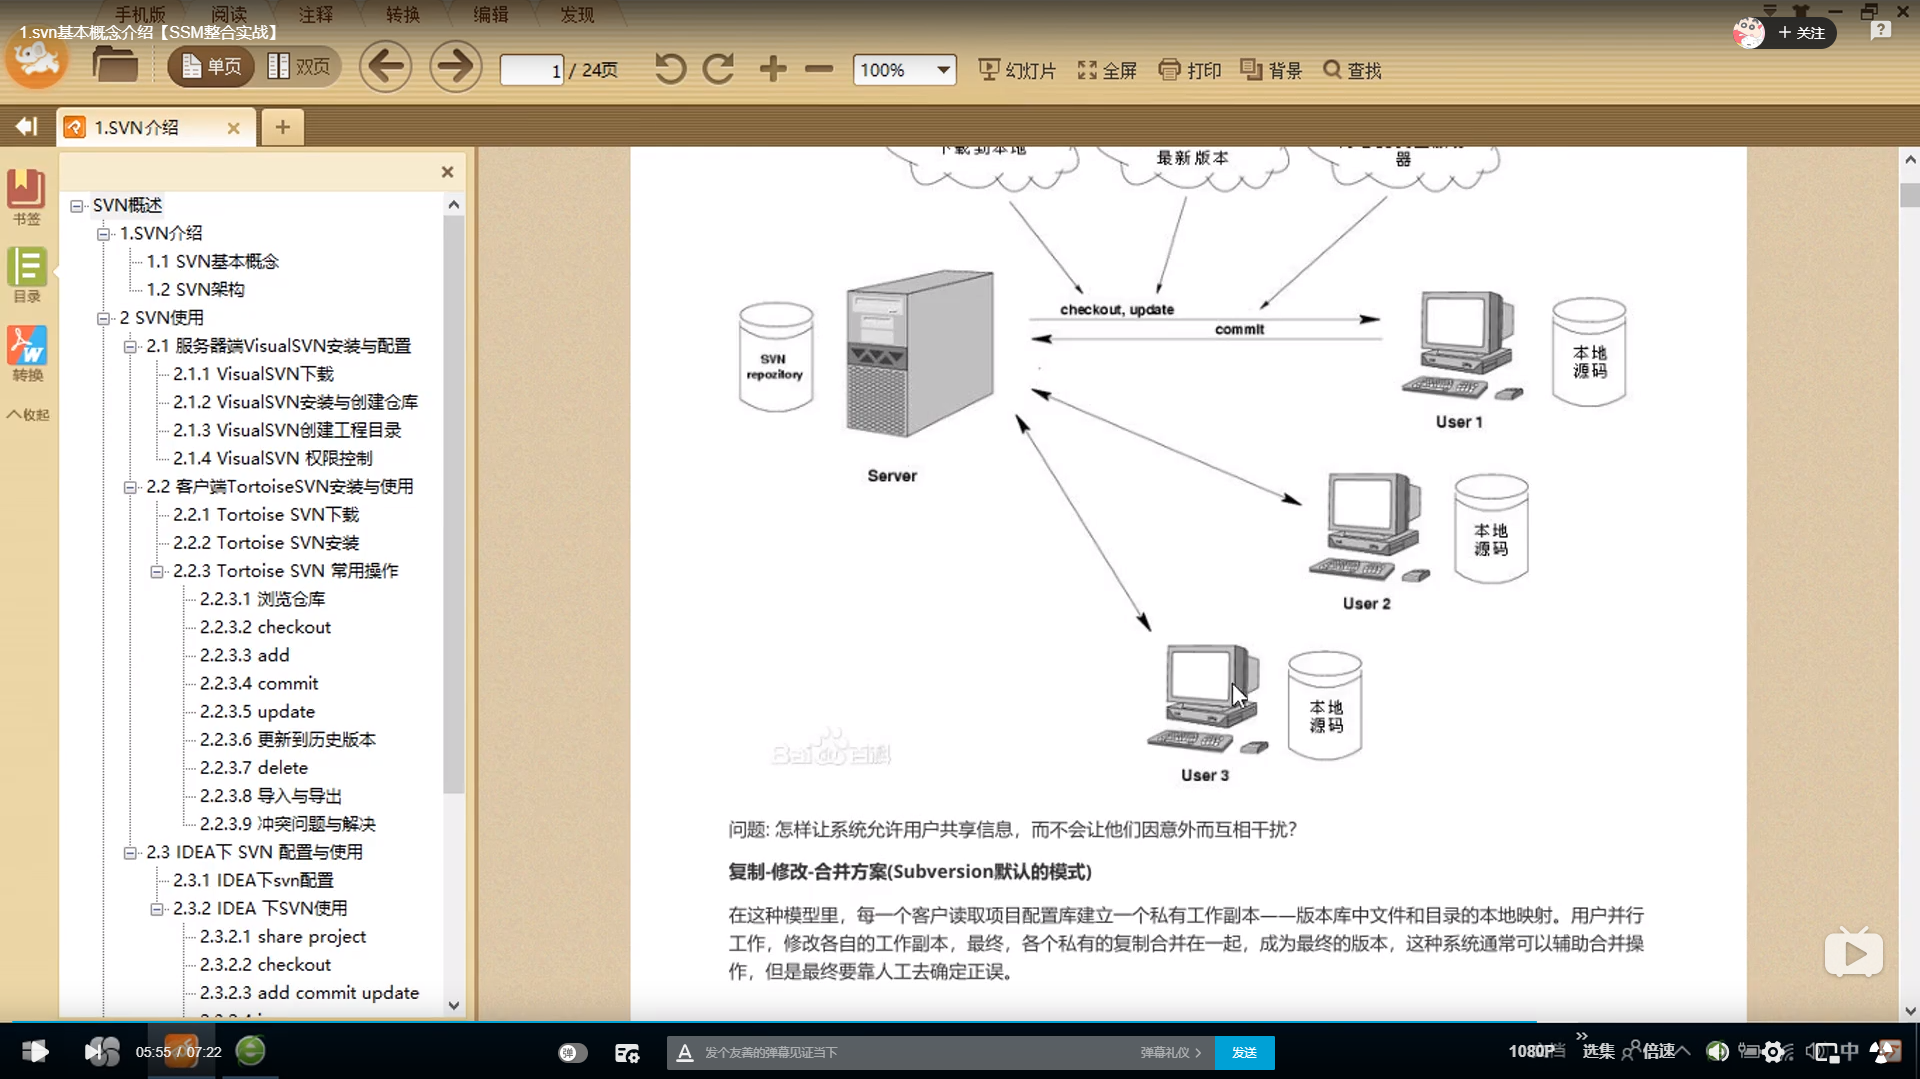 手机版 阅读 注释 转换 编辑 发现
1.svn基本概念介绍【SSM整合实战】
+ 关注
单页 双页
1 / 24页
100%
幻灯片 全屏 打印 背景 查找
1.SVN介绍
书签
目录
转换
收起
SVN概述
1.SVN介绍
1.1 SVN基本概念
1.2 SVN架构
2 SVN使用
2.1 服务器端VisualSVN安装与配置
2.1.1 VisualSVN下载
2.1.2 VisualSVN安装与创建仓库
2.1.3 VisualSVN创建工程目录
2.1.4 VisualSVN 权限控制
2.2 客户端TortoiseSVN安装与使用
2.2.1 Tortoise SVN下载
2.2.2 Tortoise SVN安装
2.2.3 Tortoise SVN 常用操作
2.2.3.1 浏览仓库
2.2.3.2 checkout
2.2.3.3 add
2.2.3.4 commit
2.2.3.5 update
2.2.3.6 更新到历史版本
2.2.3.7 delete
2.2.3.8 导入与导出
2.2.3.9 冲突问题与解决
2.3 IDEA下 SVN 配置与使用
2.3.1 IDEA下svn配置
2.3.2 IDEA 下SVN使用
2.3.2.1 share project
2.3.2.2 checkout
2.3.2.3 add commit update
下载到本地
最新版本
器
checkout, update
commit
SVN
repozitory
Server
本地
源码
User 1
本地
源码
User 2
本地
源码
User 3
Bai 百科
问题: 怎样让系统允许用户共享信息，而不会让他们因意外而互相干扰?
复制-修改-合并方案(Subversion默认的模式)
在这种模型里，每一个客户读取项目配置库建立一个私有工作副本——版本库中文件和目录的本地映射。用户并行
工作，修改各自的工作副本，最终，各个私有的复制合并在一起，成为最终的版本，这种系统通常可以辅助合并操
作，但是最终要靠人工去确定正误。
05:55 / 07:22
弹
A 发个友善的弹幕见证当下
弹幕礼仪
发送
1080P
选集
倍速
中